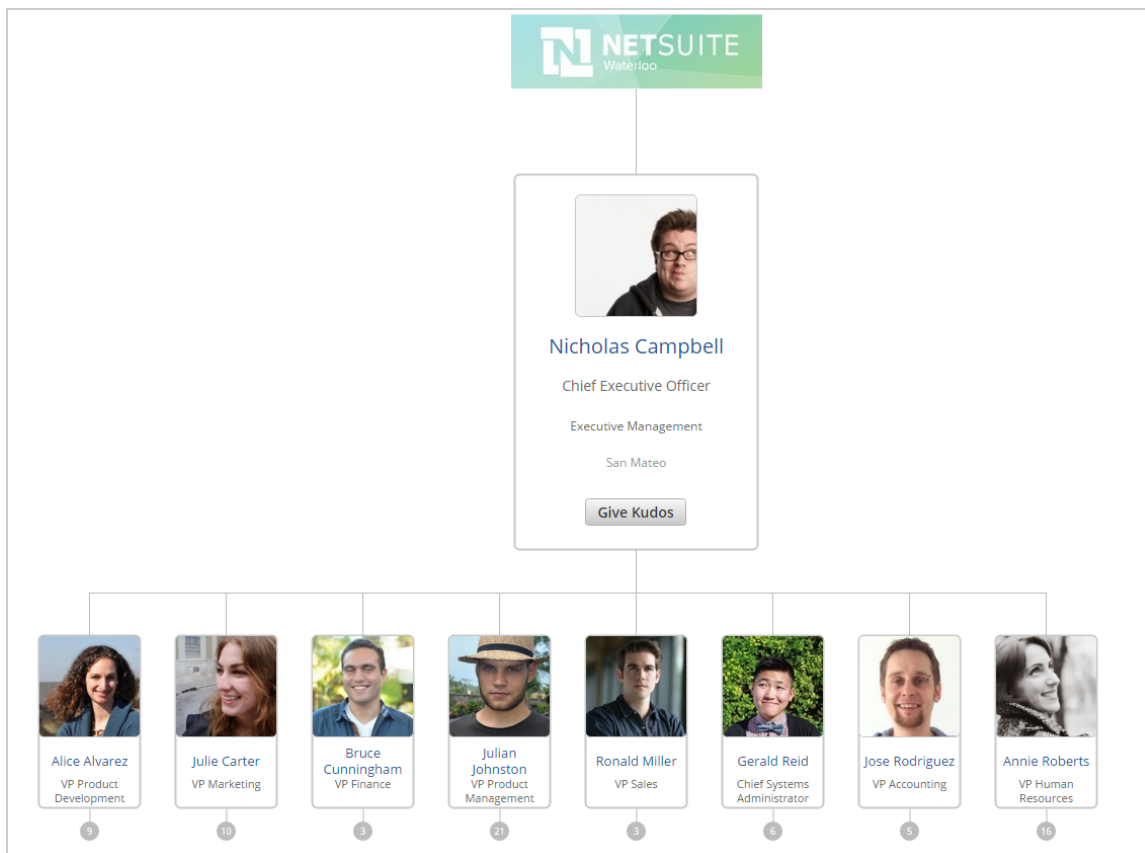 NETSUITE
Waterloo
Nicholas Campbell
Chief Executive Officer
Executive Management
San Mateo
Give Kudos
Alice Alvarez
VP Product
Development
9
Julie Carter
VP Marketing
10
Bruce
Cunningham
VP Finance
3
Julian
Johnston
VP Product
Management
21
Ronald Miller
VP Sales
3
Gerald Reid
Chief Systems
Administrator
6
Jose Rodriguez
VP Accounting
5
Annie Roberts
VP Human
Resources
16